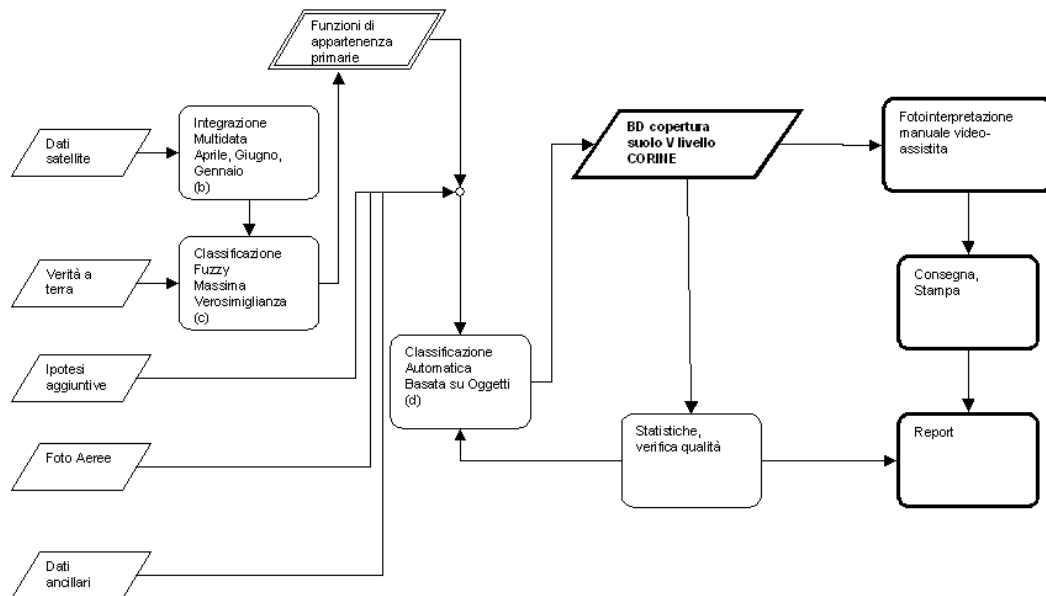 Funzioni di
appartenenza
primarie
Dati
satellite
Integrazione
Multidata
Aprile, Giugno,
Gennaio
(b)
BD copertura
suolo V livello
CORINE
Fotointerpretazione
manuale video-
assistita
Verità a
terra
Classificazione
Fuzzy
Massima
Verosimiglianza
(c)
Consegna,
Stampa
Ipotesi
aggiuntive
Classificazione
Automatica
Basata su Oggetti
(d)
Foto Aeree
Statistiche,
verifica qualità
Report
Dati
ancillari